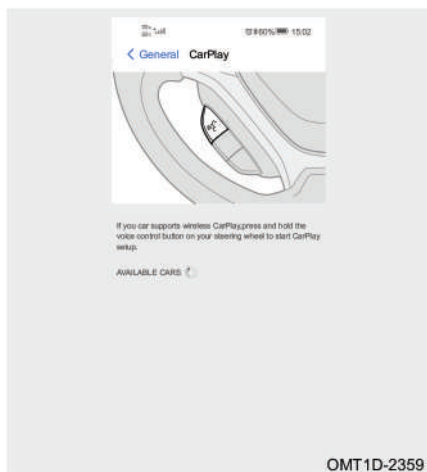 60% 15:02
General CarPlay
If you car supports wireless CarPlay,press and hold the
voice control button on your steering wheel to start CarPlay
setup.
AVAILABLE CARS
OMT1D-2359